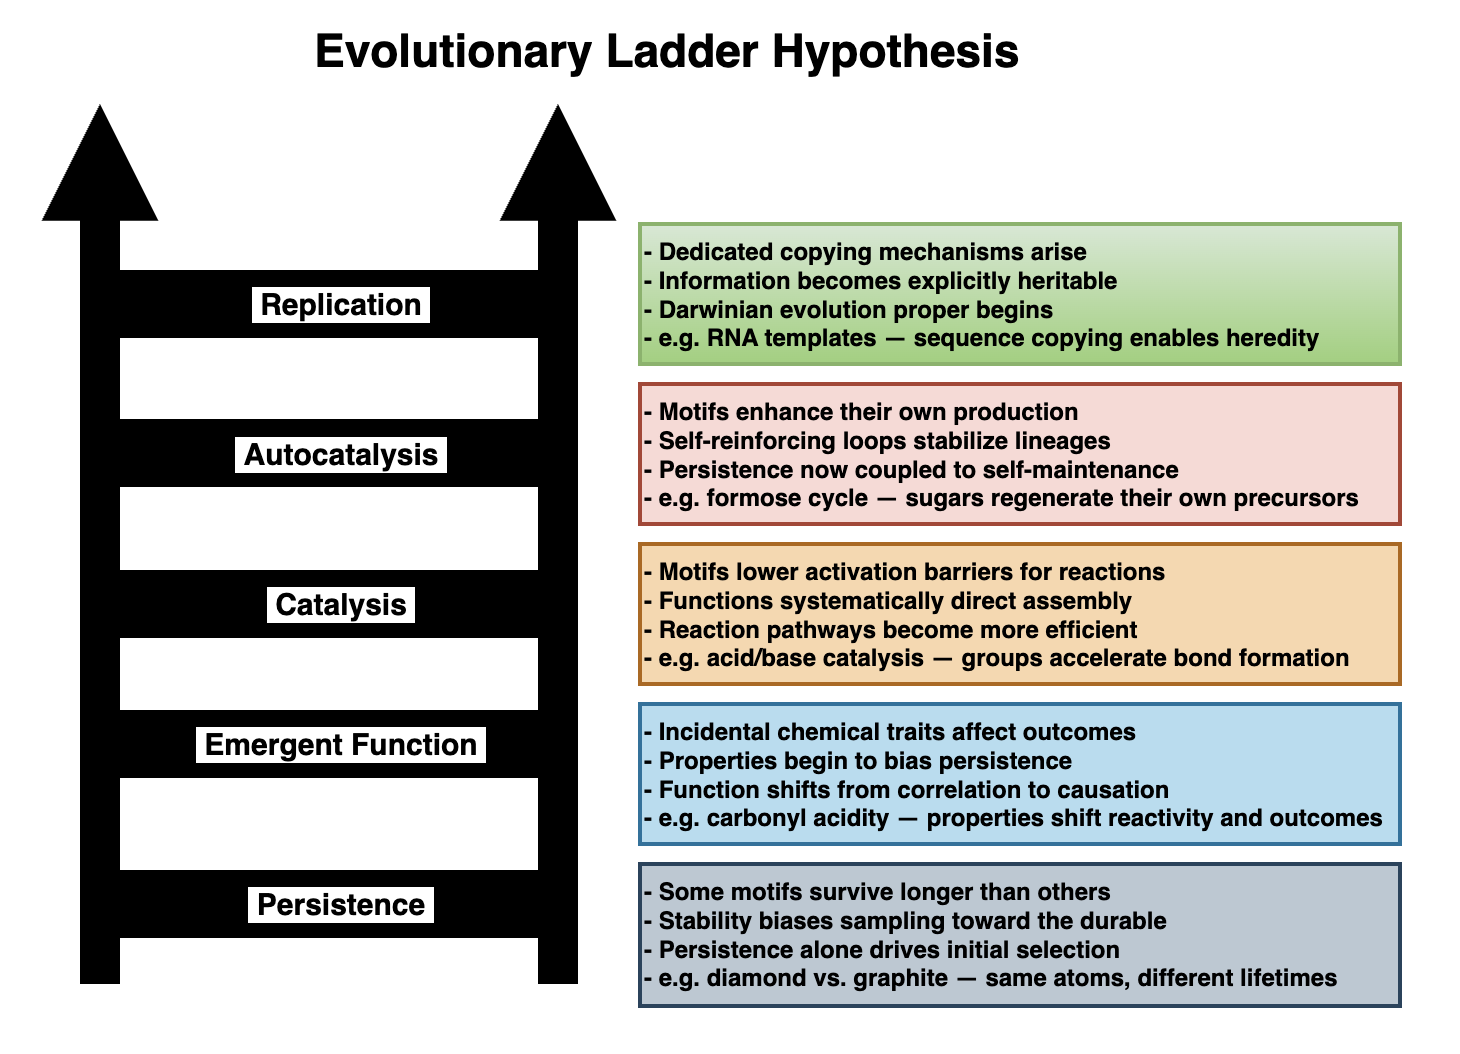 Evolutionary Ladder Hypothesis
Replication
- Dedicated copying mechanisms arise
- Information becomes explicitly heritable
- Darwinian evolution proper begins
- e.g. RNA templates — sequence copying enables heredity
Autocatalysis
- Motifs enhance their own production
- Self-reinforcing loops stabilize lineages
- Persistence now coupled to self-maintenance
- e.g. formose cycle — sugars regenerate their own precursors
Catalysis
- Motifs lower activation barriers for reactions
- Functions systematically direct assembly
- Reaction pathways become more efficient
- e.g. acid/base catalysis — groups accelerate bond formation
Emergent Function
- Incidental chemical traits affect outcomes
- Properties begin to bias persistence
- Function shifts from correlation to causation
- e.g. carbonyl acidity — properties shift reactivity and outcomes
Persistence
- Some motifs survive longer than others
- Stability biases sampling toward the durable
- Persistence alone drives initial selection
- e.g. diamond vs. graphite — same atoms, different lifetimes